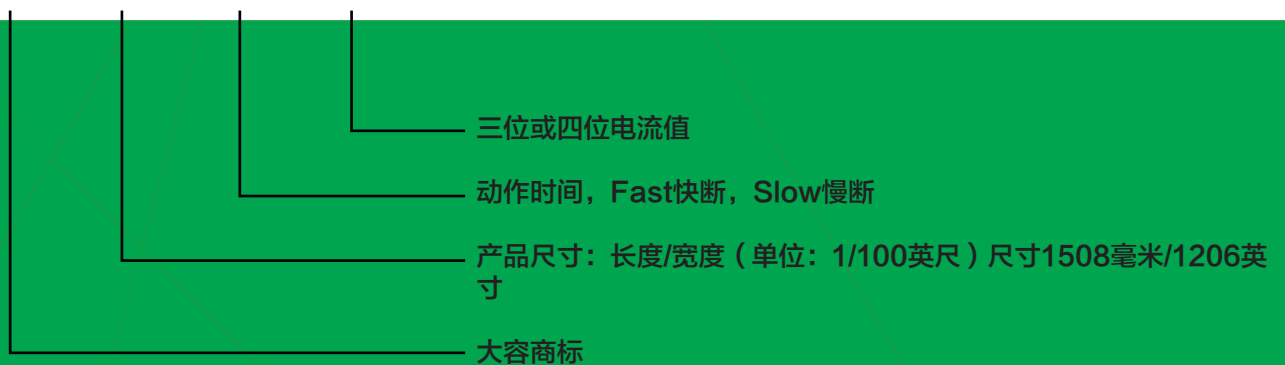 三位或四位电流值
动作时间，Fast快断，Slow慢断
产品尺寸：长度/宽度（单位：1/100英尺）尺寸1508毫米/1206英
寸
大容商标